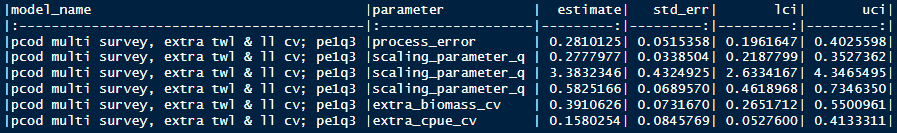 |model_name |parameter | estimate| std_err| lci| uci|
|:-----------------------------------------|:------------------|---------:|---------:|---------:|---------:|
|pcod multi survey, extra twl & ll cv; pe1q3 |process_error | 0.2810125| 0.0515358| 0.1961647| 0.4025598|
|pcod multi survey, extra twl & ll cv; pe1q3 |scaling_parameter_q | 0.2777977| 0.0338504| 0.2187799| 0.3527362|
|pcod multi survey, extra twl & ll cv; pe1q3 |scaling_parameter_q | 3.3832346| 0.4324925| 2.6334167| 4.3465495|
|pcod multi survey, extra twl & ll cv; pe1q3 |scaling_parameter_q | 0.5825166| 0.0689570| 0.4618968| 0.7346350|
|pcod multi survey, extra twl & ll cv; pe1q3 |extra_biomass_cv | 0.3910626| 0.0731670| 0.2651712| 0.5500961|
|pcod multi survey, extra twl & ll cv; pe1q3 |extra_cpue_cv | 0.1580254| 0.0845769| 0.0527600| 0.4133311|